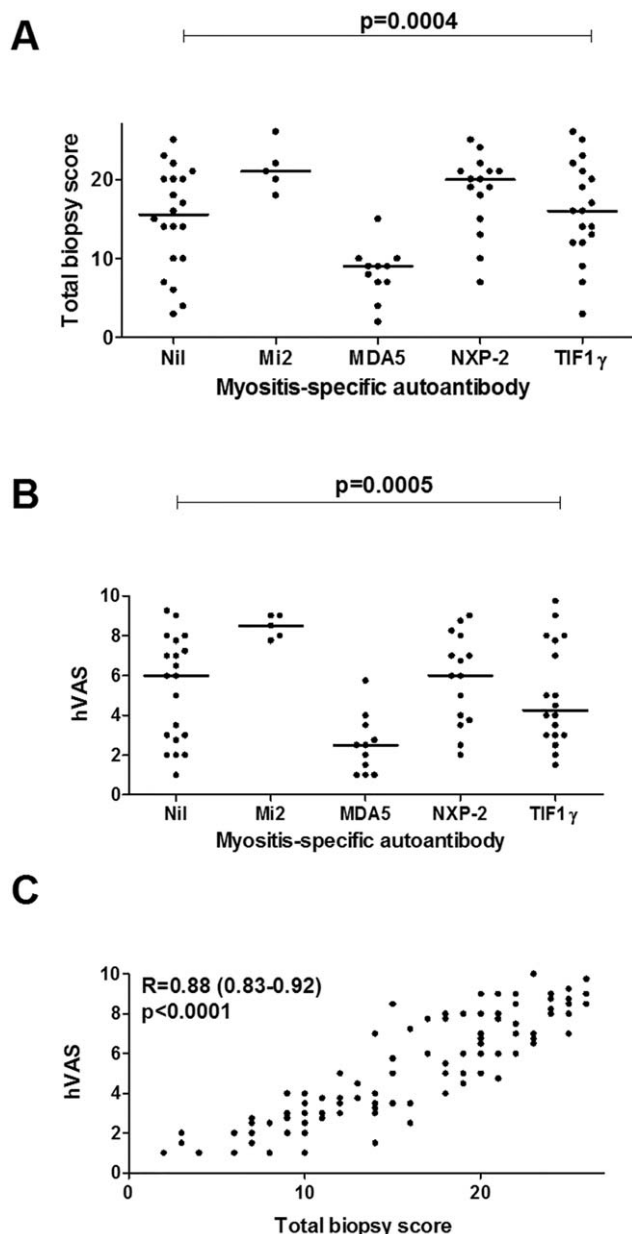 A
p=0.0004
Total biopsy score
20
10
0
Nil Mi2 MDA5 NXP-2 TIF1γ
Myositis-specific autoantibody
B
p=0.0005
hVAS
10
8
6
4
2
0
Nil Mi2 MDA5 NXP-2 TIF1γ
Myositis-specific autoantibody
C
R=0.88 (0.83-0.92)
p<0.0001
hVAS
10
8
6
4
2
0
0 10 20
Total biopsy score